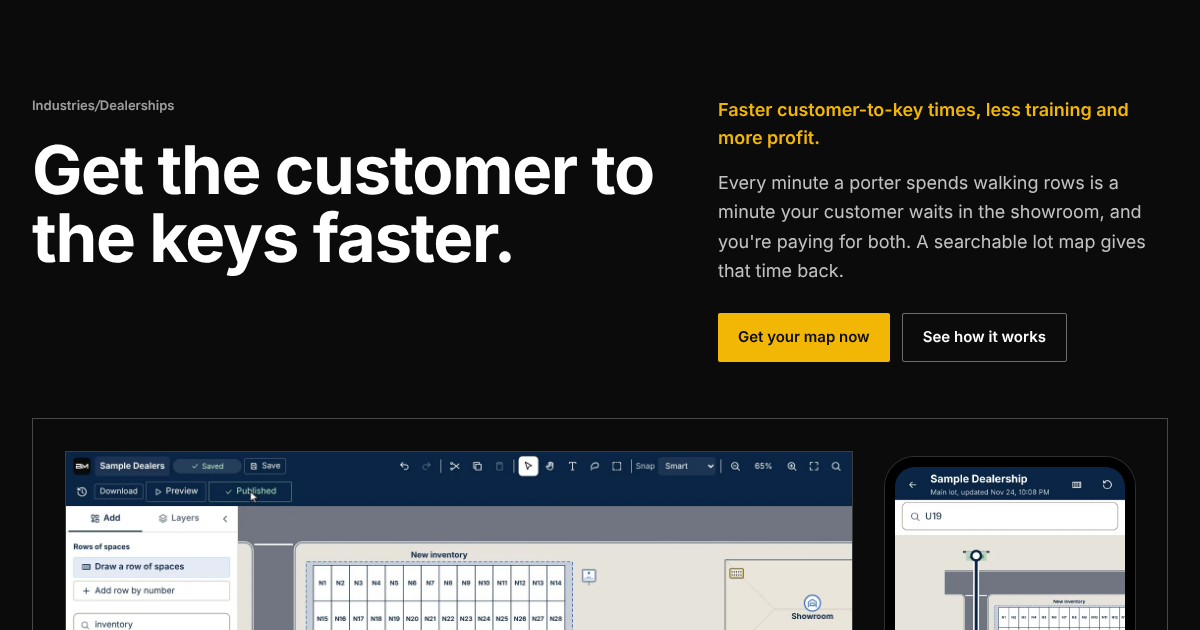 Industries/Dealerships
Get the customer to
the keys faster.
Faster customer-to-key times, less training and
more profit.
Every minute a porter spends walking rows is a
minute your customer waits in the showroom, and
you're paying for both. A searchable lot map gives
that time back.
Get your map now
See how it works
BM Sample Dealers Saved Save Snap Smart 65%
Download Preview Published
Add Layers
Rows of spaces
Draw a row of spaces
Add row by number
inventory
New inventory
N1 N2 N3 N4 N5 N6 N7 N8 N9 N10 N11 N12 N13 N14
N15 N16 N17 N18 N19 N20 N21 N22 N23 N24 N25 N26 N27 N28
Showroom
Sample Dealership
Main lot, updated Nov 24, 10:08 PM
U19
New inventory